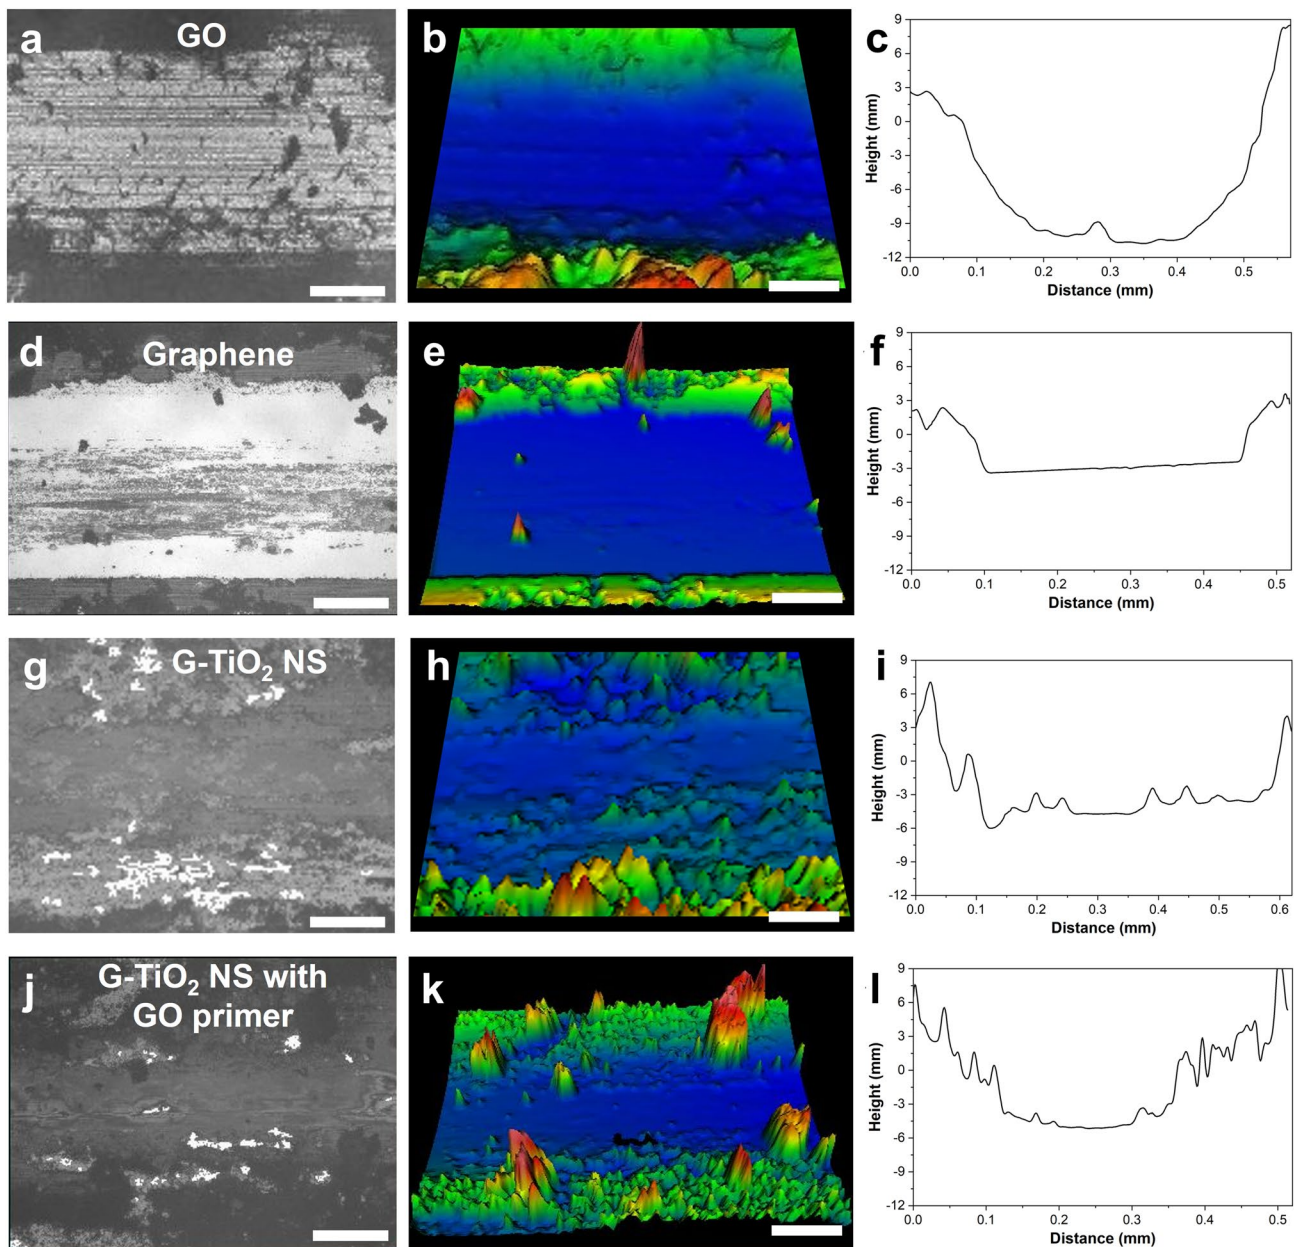 a
GO
b
c
9
6
3
0
-3
-6
-9
-12
Height (mm)
0.0 0.1 0.2 0.3 0.4 0.5
Distance (mm)
d
Graphene
e
f
9
6
3
0
-3
-6
-9
-12
Height (mm)
0.0 0.1 0.2 0.3 0.4 0.5
Distance (mm)
g
G-TiO₂ NS
h
i
9
6
3
0
-3
-6
-9
-12
Height (mm)
0.0 0.1 0.2 0.3 0.4 0.5 0.6
Distance (mm)
j
G-TiO₂ NS with
GO primer
k
l
9
6
3
0
-3
-6
-9
-12
Height (mm)
0.0 0.1 0.2 0.3 0.4 0.5
Distance (mm)